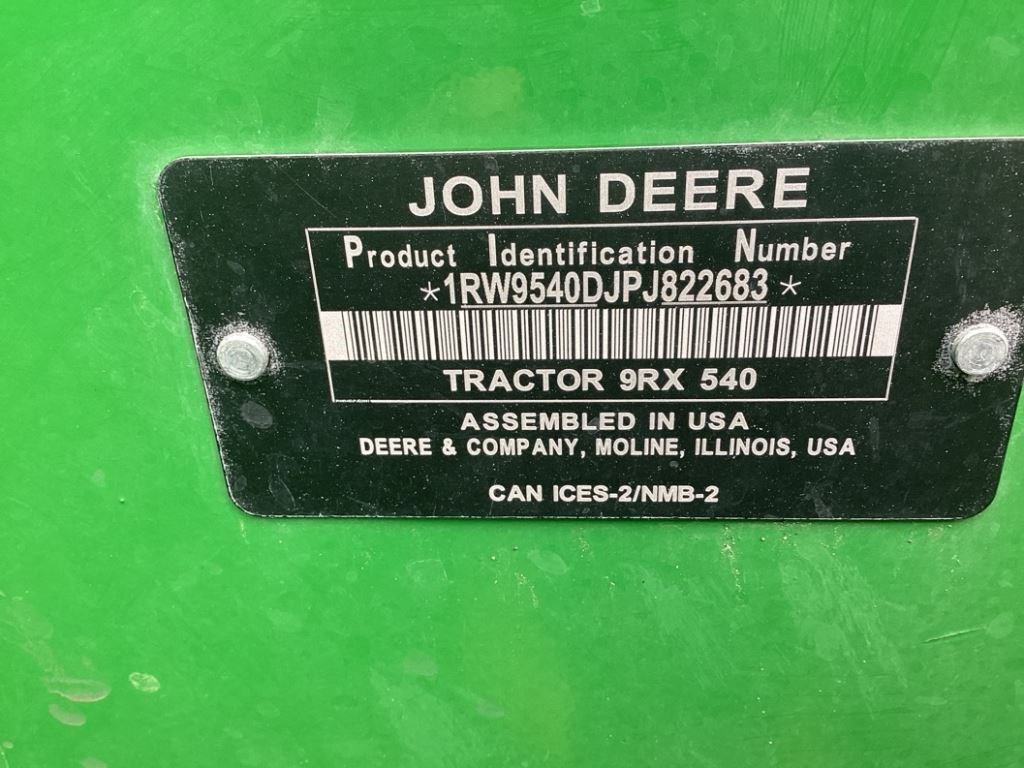 JOHN DEERE
Product Identification Number
*1RW9540DJPJ822683*
TRACTOR 9RX 540
ASSEMBLED IN USA
DEERE & COMPANY, MOLINE, ILLINOIS, USA
CAN ICES-2/NMB-2